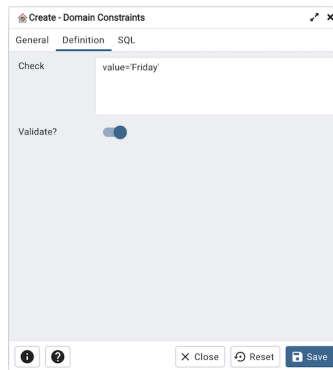 Create - Domain Constraints
General Definition SQL
Check value='Friday'
Validate?
Close Reset Save